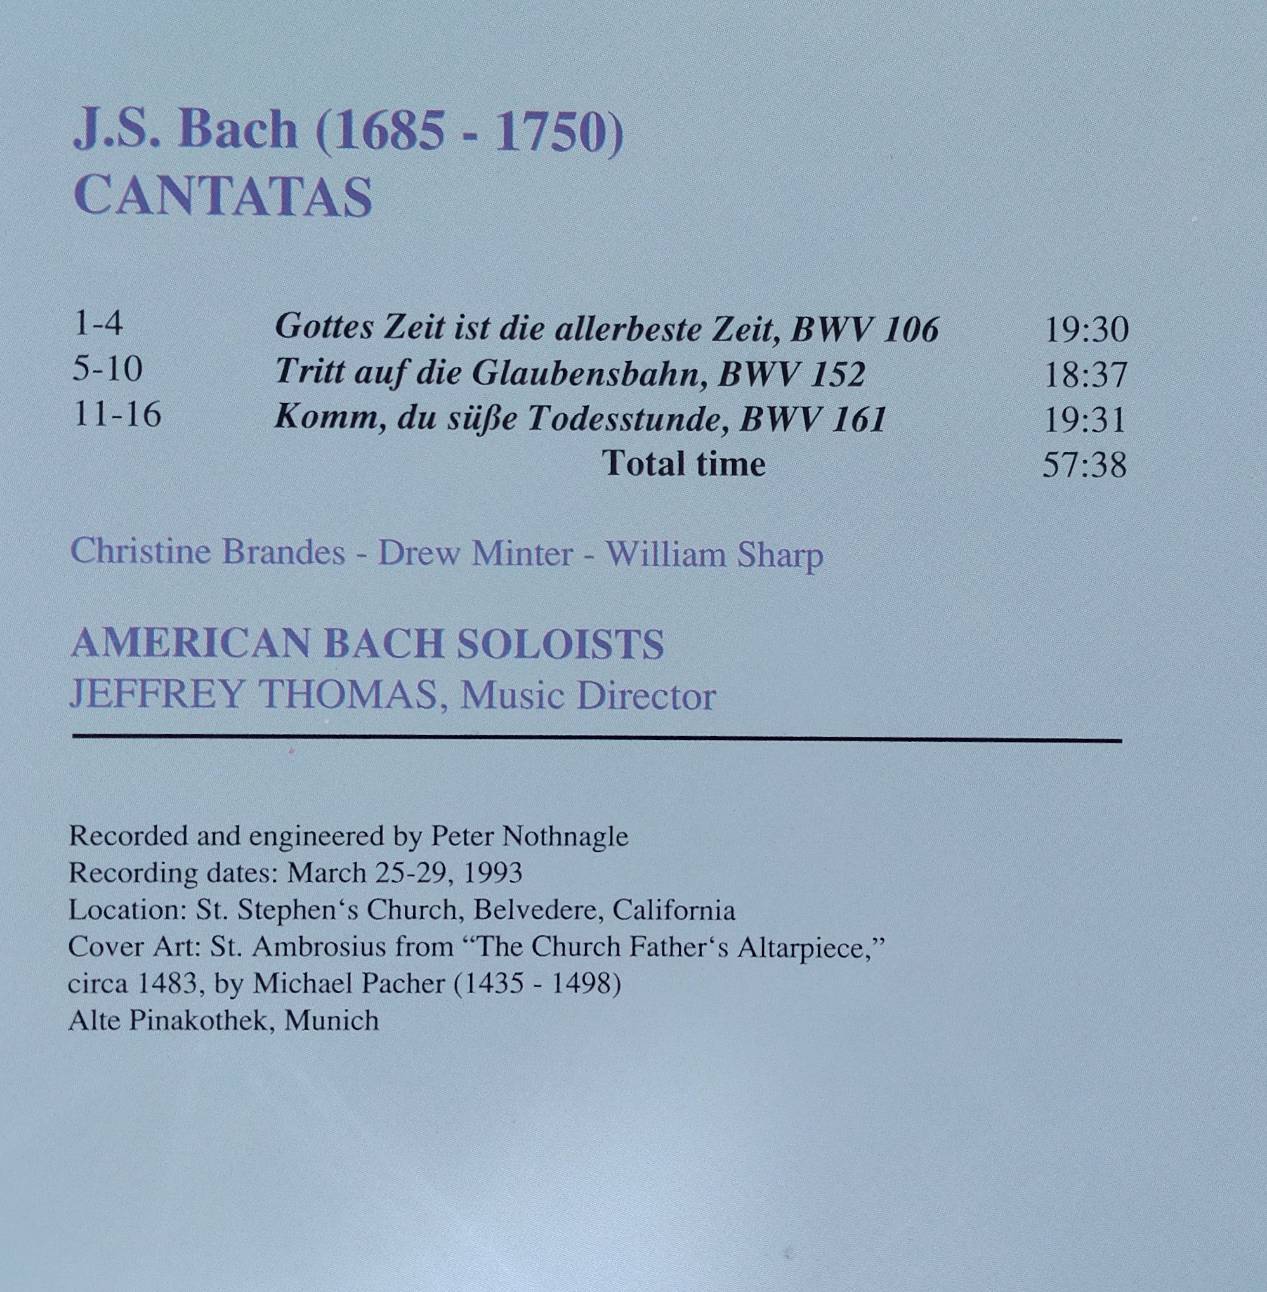 J.S. Bach (1685 - 1750)
CANTATAS
1-4 Gottes Zeit ist die allerbeste Zeit, BWV 106 19:30
5-10 Tritt auf die Glaubensbahn, BWV 152 18:37
11-16 Komm, du süße Todesstunde, BWV 161 19:31
Total time 57:38
Christine Brandes - Drew Minter - William Sharp
AMERICAN BACH SOLOISTS
JEFFREY THOMAS, Music Director
Recorded and engineered by Peter Nothnagle
Recording dates: March 25-29, 1993
Location: St. Stephen‘s Church, Belvedere, California
Cover Art: St. Ambrosius from “The Church Father‘s Altarpiece,”
circa 1483, by Michael Pacher (1435 - 1498)
Alte Pinakothek, Munich